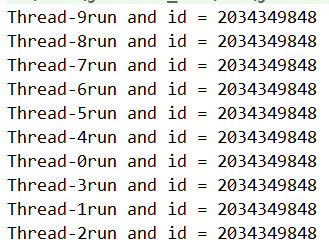 Thread-9run and id = 2034349848
Thread-8run and id = 2034349848
Thread-7run and id = 2034349848
Thread-6run and id = 2034349848
Thread-5run and id = 2034349848
Thread-4run and id = 2034349848
Thread-0run and id = 2034349848
Thread-3run and id = 2034349848
Thread-1run and id = 2034349848
Thread-2run and id = 2034349848